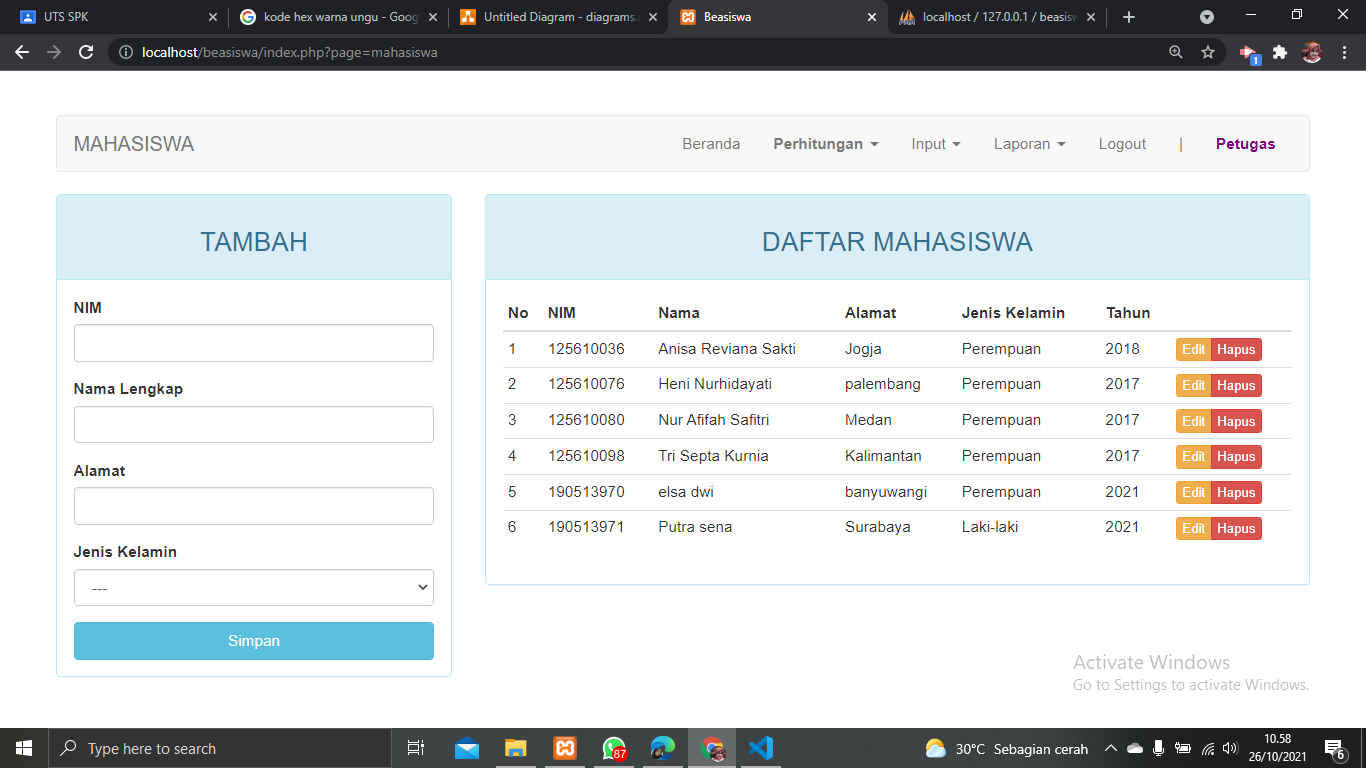 UTS SPK
kode hex warna ungu - Goog
Untitled Diagram - diagrams.
Beasiswa
localhost / 127.0.0.1 / beasisw
localhost/beasiswa/index.php?page=mahasiswa
1
MAHASISWA
Beranda Perhitungan Input Laporan Logout | Petugas
TAMBAH
NIM
Nama Lengkap
Alamat
Jenis Kelamin
---
Simpan
DAFTAR MAHASISWA
No NIM Nama Alamat Jenis Kelamin Tahun
1 125610036 Anisa Reviana Sakti Jogja Perempuan 2018 Edit Hapus
2 125610076 Heni Nurhidayati palembang Perempuan 2017 Edit Hapus
3 125610080 Nur Afifah Safitri Medan Perempuan 2017 Edit Hapus
4 125610098 Tri Septa Kurnia Kalimantan Perempuan 2017 Edit Hapus
5 190513970 elsa dwi banyuwangi Perempuan 2021 Edit Hapus
6 190513971 Putra sena Surabaya Laki-laki 2021 Edit Hapus
Activate Windows
Go to Settings to activate Windows.
Type here to search
87
30°C Sebagian cerah
10.58
26/10/2021
6